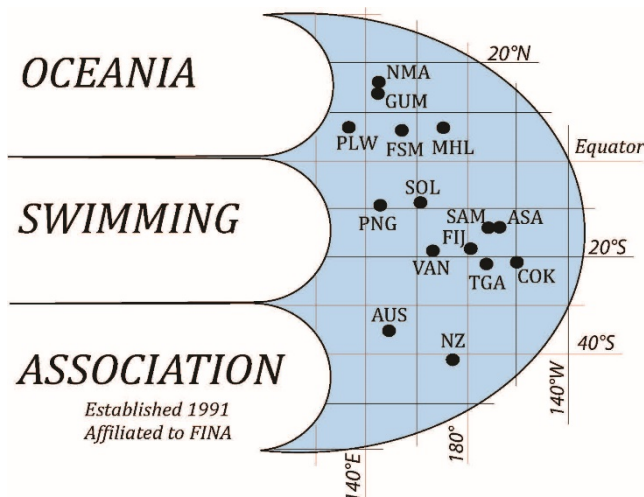 OCEANIA
SWIMMING
ASSOCIATION
Established 1991
Affiliated to FINA
20°N
NMA
GUM
PLW
FSM
MHL
Equator
SOL
PNG
SAM
ASA
FIJ
VAN
20°S
TGA
COK
AUS
NZ
40°S
140°E
180°
140°W